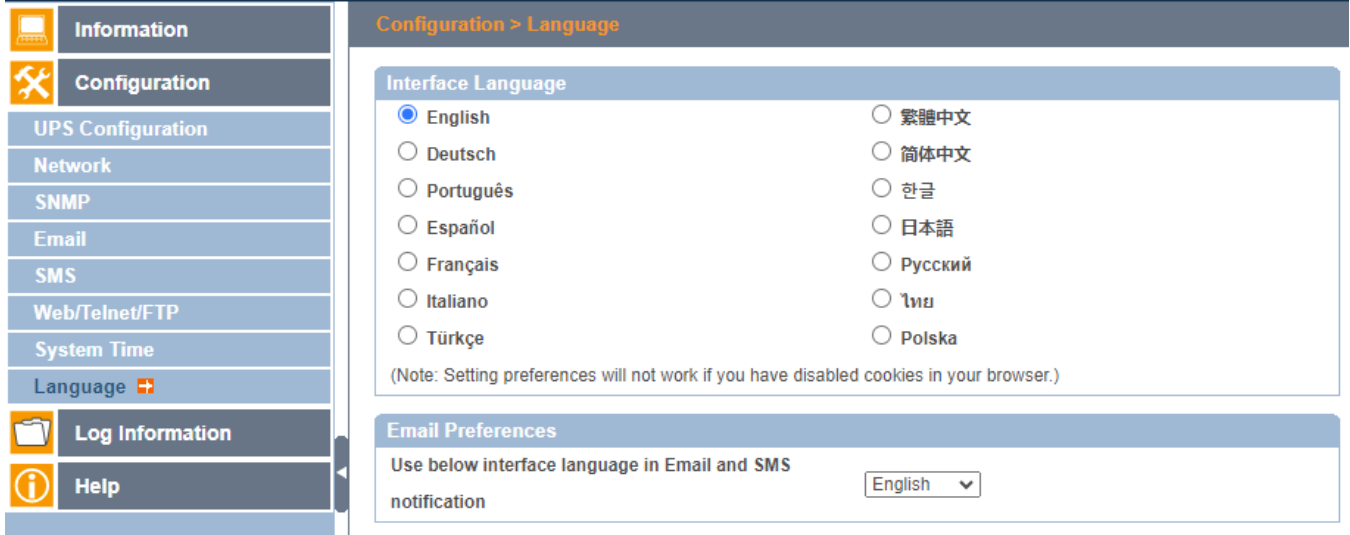 Information
Configuration
UPS Configuration
Network
SNMP
Email
SMS
Web/Telnet/FTP
System Time
Language
Log Information
Help
Configuration > Language
Interface Language
English
繁體中文
Deutsch
简体中文
Português
한글
Español
日本語
Français
Русский
Italiano
ไทย
Türkçe
Polska
(Note: Setting preferences will not work if you have disabled cookies in your browser.)
Email Preferences
Use below interface language in Email and SMS
notification
English